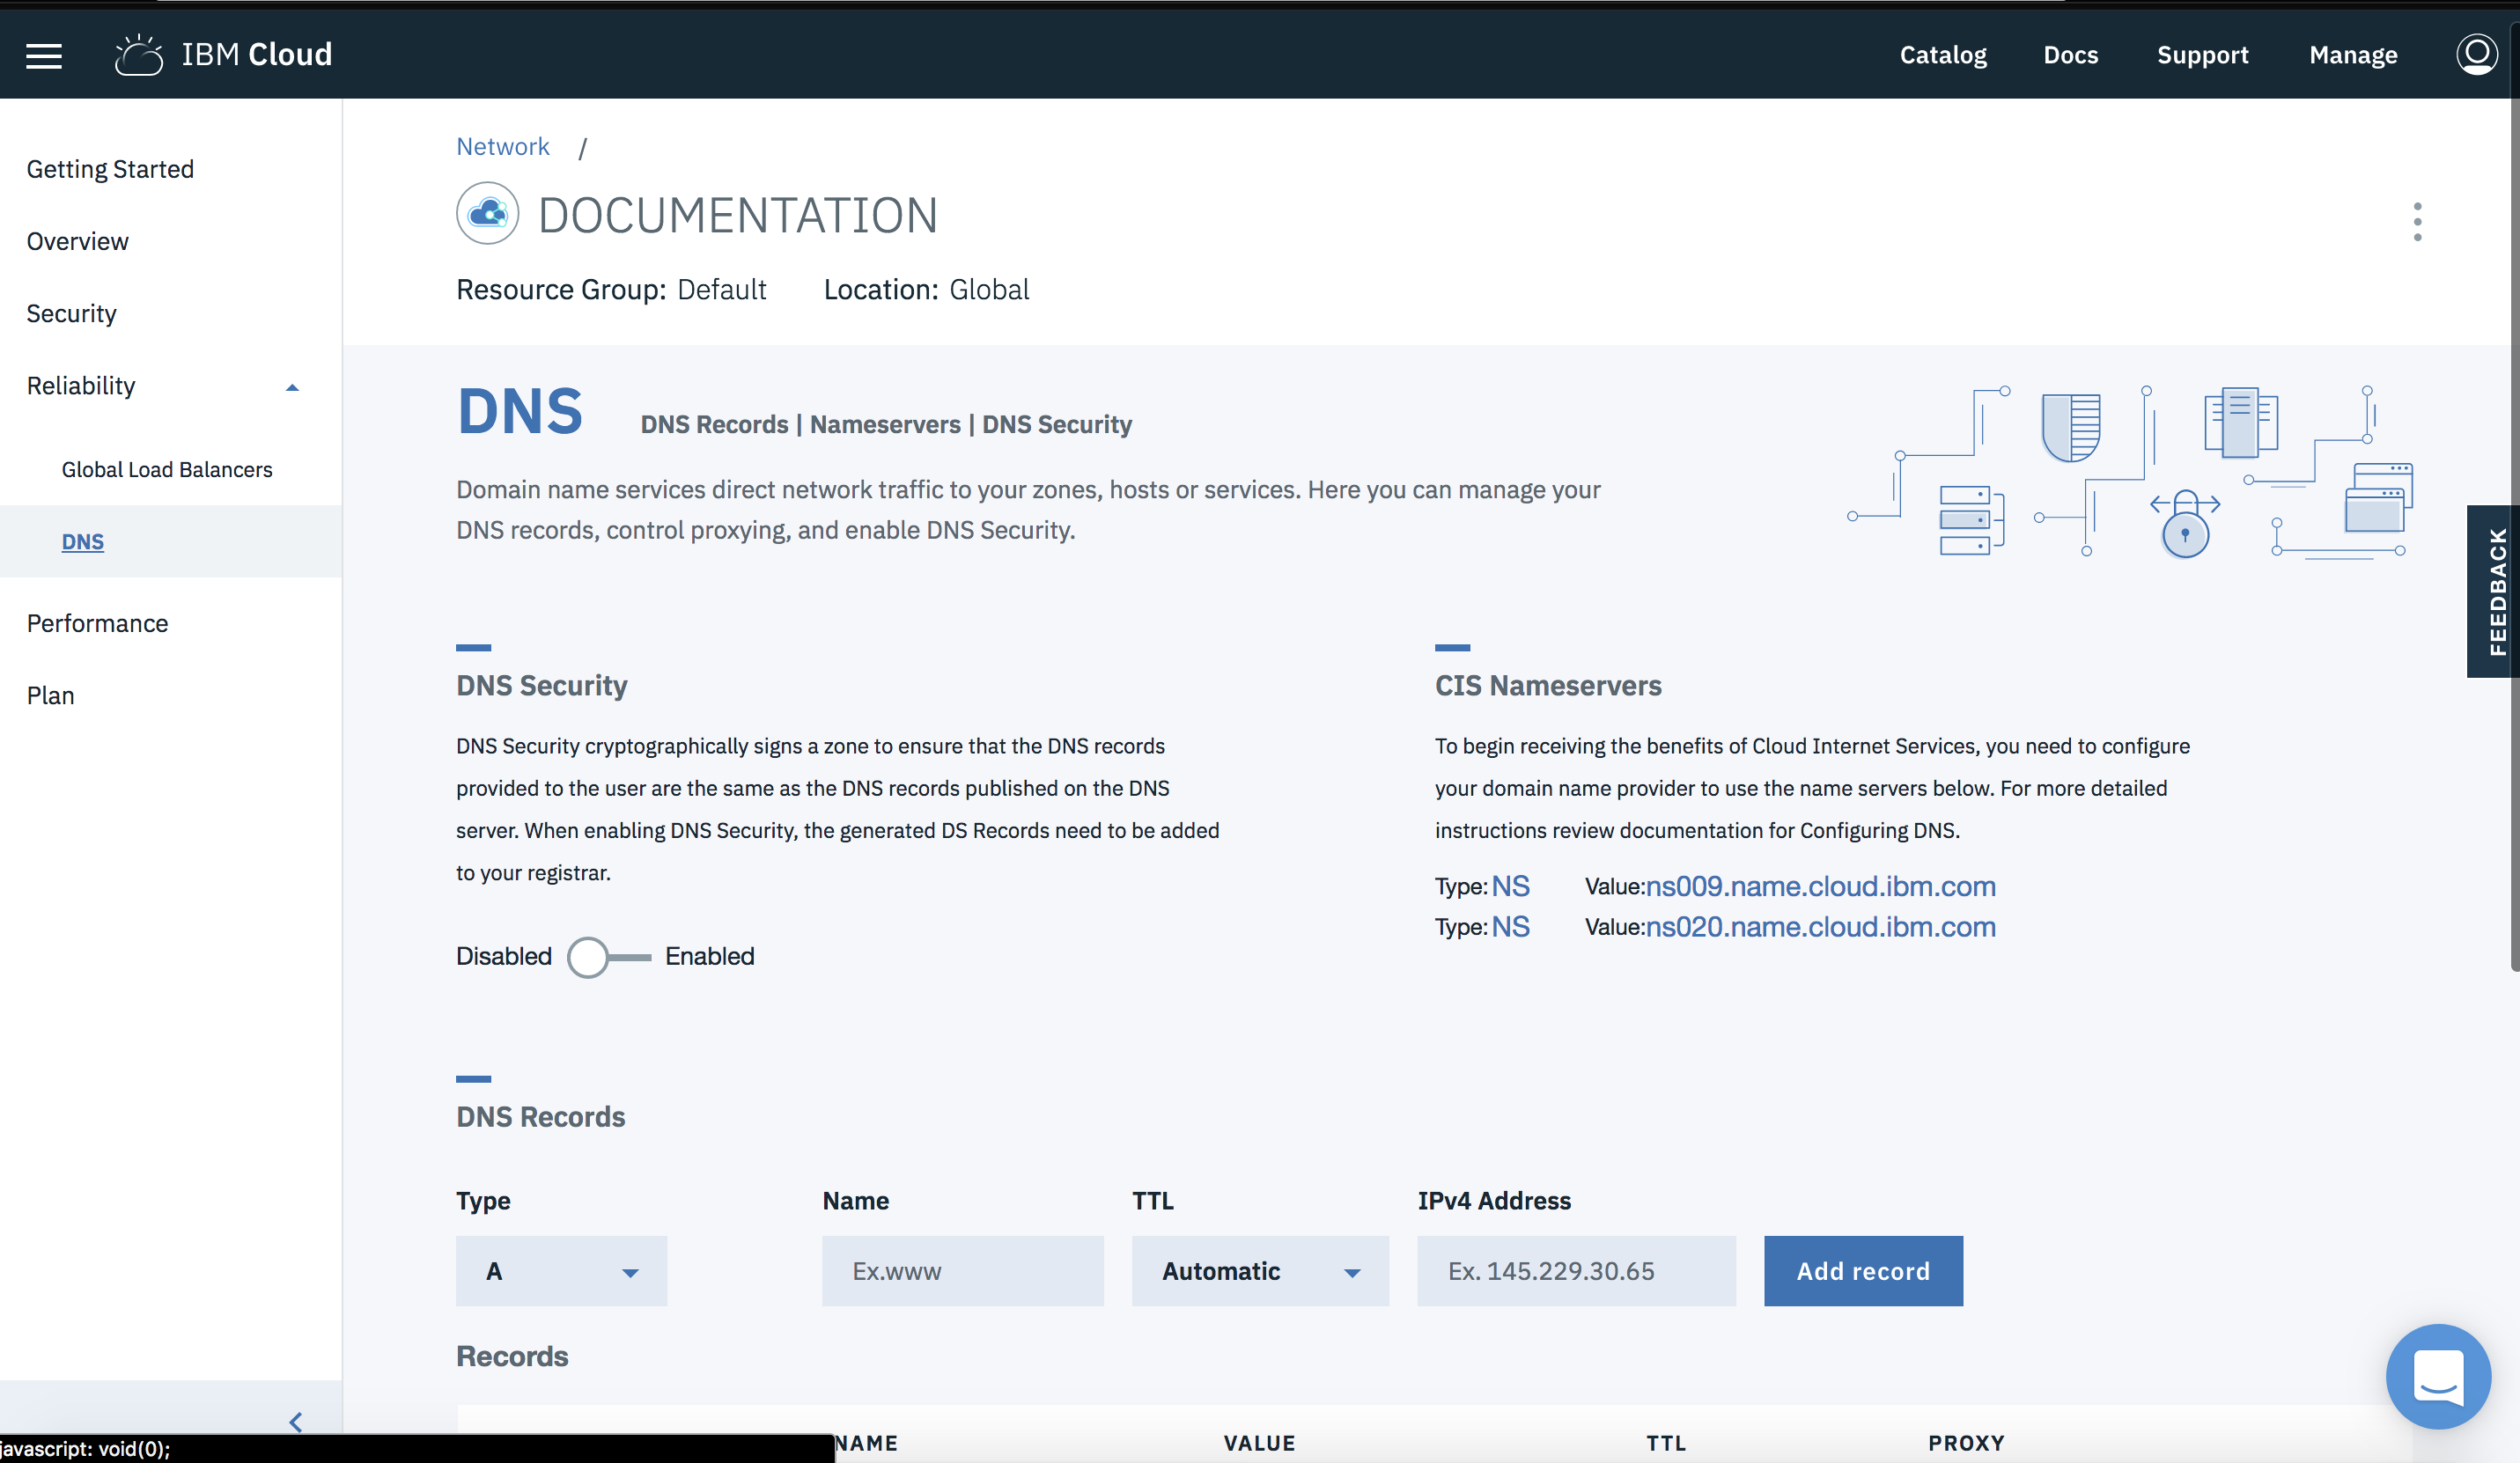 IBM Cloud
Catalog
Docs
Support
Manage
Getting Started
Overview
Security
Reliability
Global Load Balancers
DNS
Performance
Plan
Network /
DOCUMENTATION
Resource Group: Default Location: Global
DNS DNS Records | Nameservers | DNS Security
Domain name services direct network traffic to your zones, hosts or services. Here you can manage your
DNS records, control proxying, and enable DNS Security.
FEEDBACK
DNS Security
DNS Security cryptographically signs a zone to ensure that the DNS records
provided to the user are the same as the DNS records published on the DNS
server. When enabling DNS Security, the generated DS Records need to be added
to your registrar.
Disabled Enabled
CIS Nameservers
To begin receiving the benefits of Cloud Internet Services, you need to configure
your domain name provider to use the name servers below. For more detailed
instructions review documentation for Configuring DNS.
Type: NS Value:ns009.name.cloud.ibm.com
Type: NS Value:ns020.name.cloud.ibm.com
DNS Records
Type Name TTL IPv4 Address
A Ex.www Automatic Ex. 145.229.30.65 Add record
Records
NAME VALUE TTL PROXY
javascript: void(0);